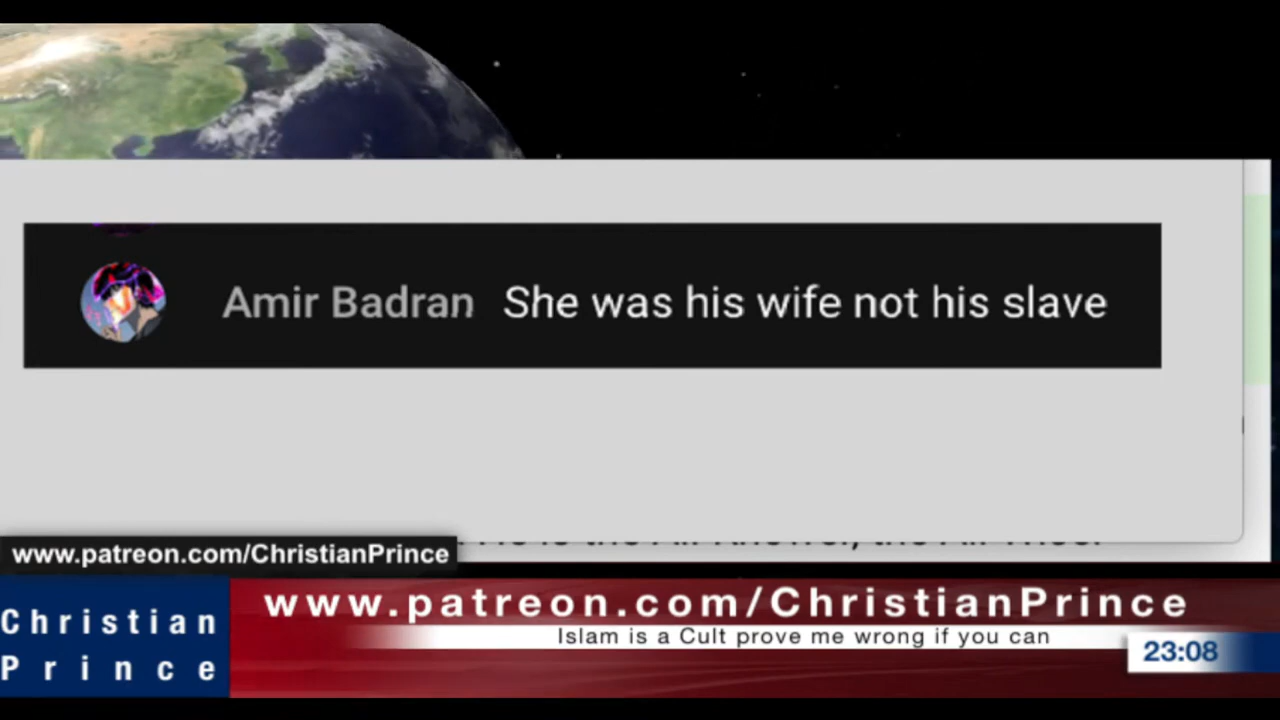 Amir Badran She was his wife not his slave
www.patreon.com/ChristianPrince
www.patreon.com/ChristianPrince
Islam is a Cult prove me wrong if you can
Christian
Prince
23:08